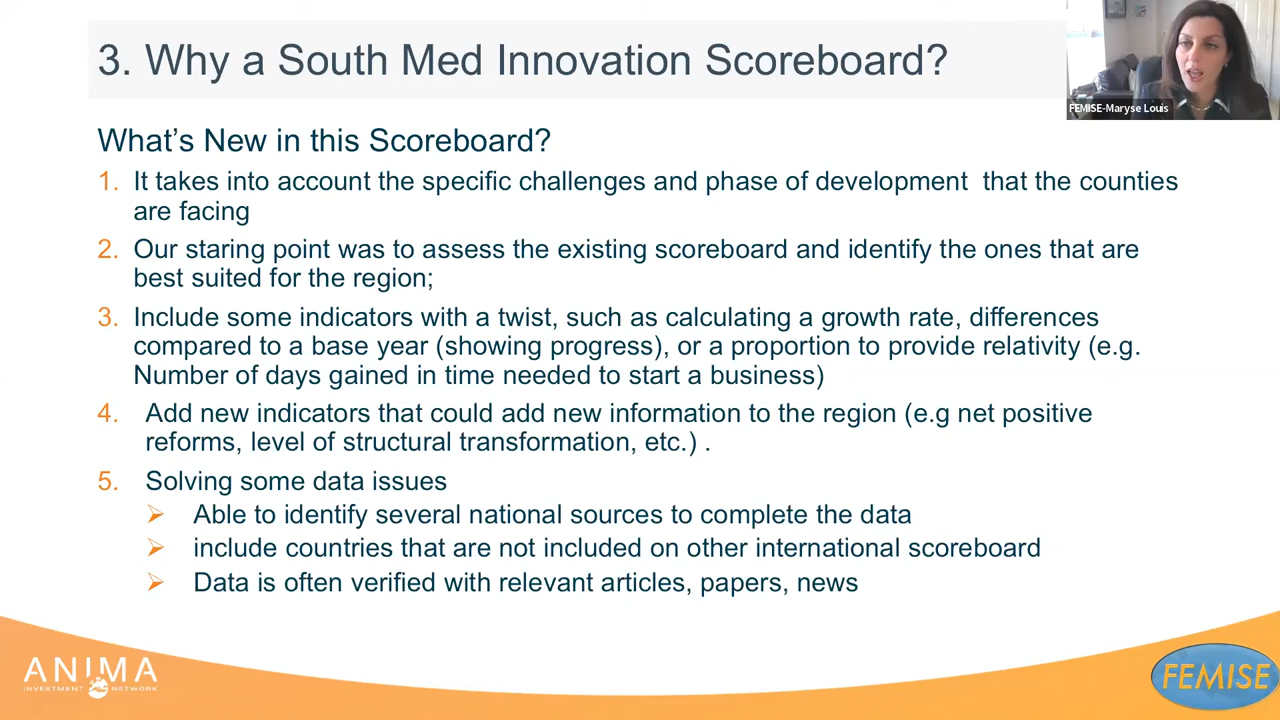 3. Why a South Med Innovation Scoreboard?
FEMISE-Maryse Louis
What's New in this Scoreboard?
1. It takes into account the specific challenges and phase of development that the counties
are facing
2. Our staring point was to assess the existing scoreboard and identify the ones that are
best suited for the region;
3. Include some indicators with a twist, such as calculating a growth rate, differences
compared to a base year (showing progress), or a proportion to provide relativity (e.g.
Number of days gained in time needed to start a business)
4. Add new indicators that could add new information to the region (e.g net positive
reforms, level of structural transformation, etc.) .
5. Solving some data issues
➢ Able to identify several national sources to complete the data
➢ include countries that are not included on other international scoreboard
➢ Data is often verified with relevant articles, papers, news
ANIMA
INVESTMENT NETWORK
FEMISE